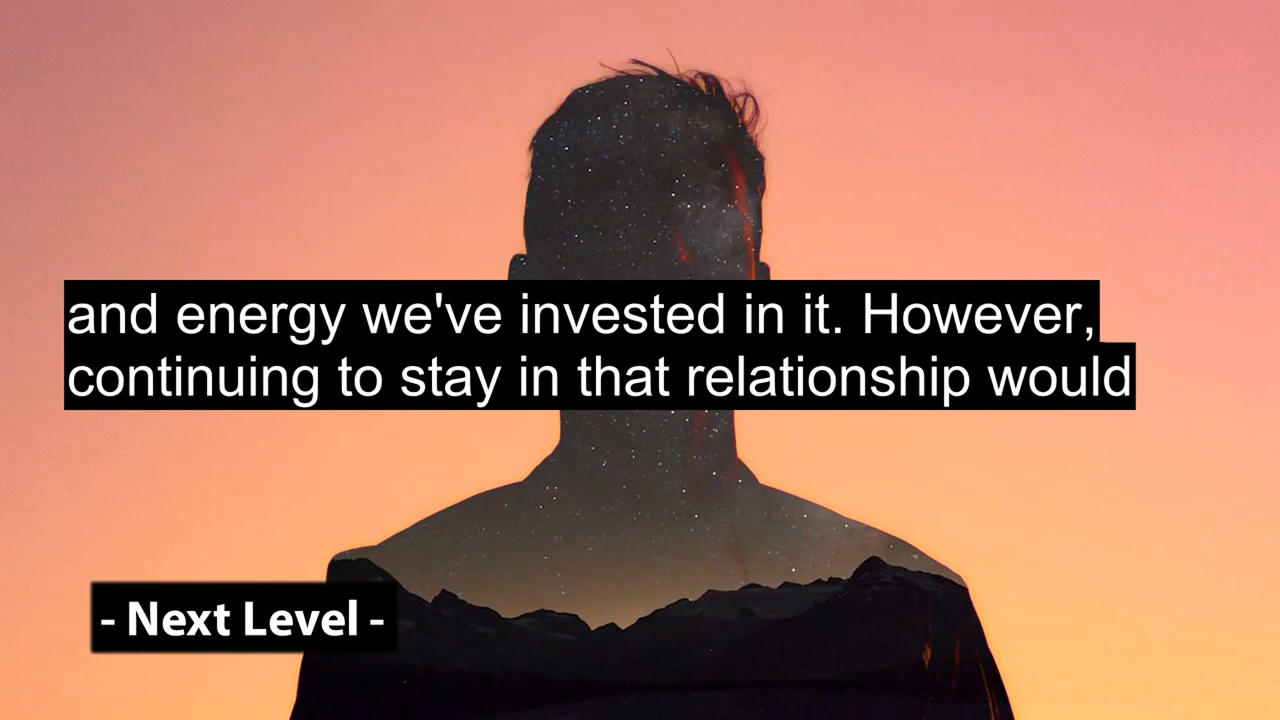 and energy we've invested in it. However,
continuing to stay in that relationship would
- Next Level -